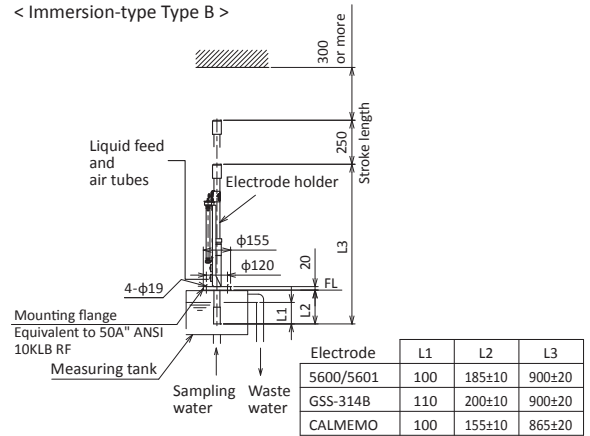 < Immersion-type Type B >
300
or more
250
Stroke length
Liquid feed
and
air tubes
Electrode holder
L3
φ155
φ120
20
FL
4-φ19
Mounting flange
Equivalent to 50A" ANSI
10KLB RF
L1
L2
Measuring tank
Sampling
water
Waste
water
Electrode L1 L2 L3
5600/5601 100 185±10 900±20
GSS-314B 110 200±10 900±20
CALMEMO 100 155±10 865±20